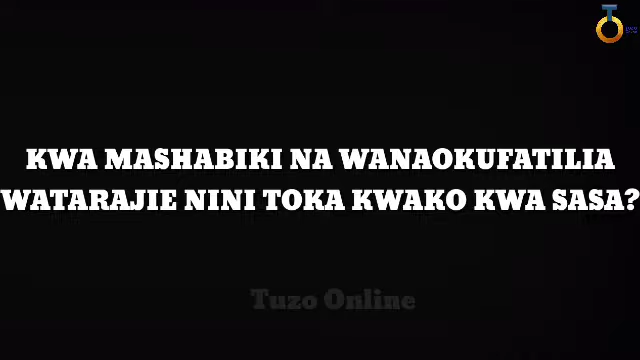 KWA MASHABIKI NA WANAOKUFATILIA
WATARAJIE NINI TOKA KWAKO KWA SASA?
Tuzo Online